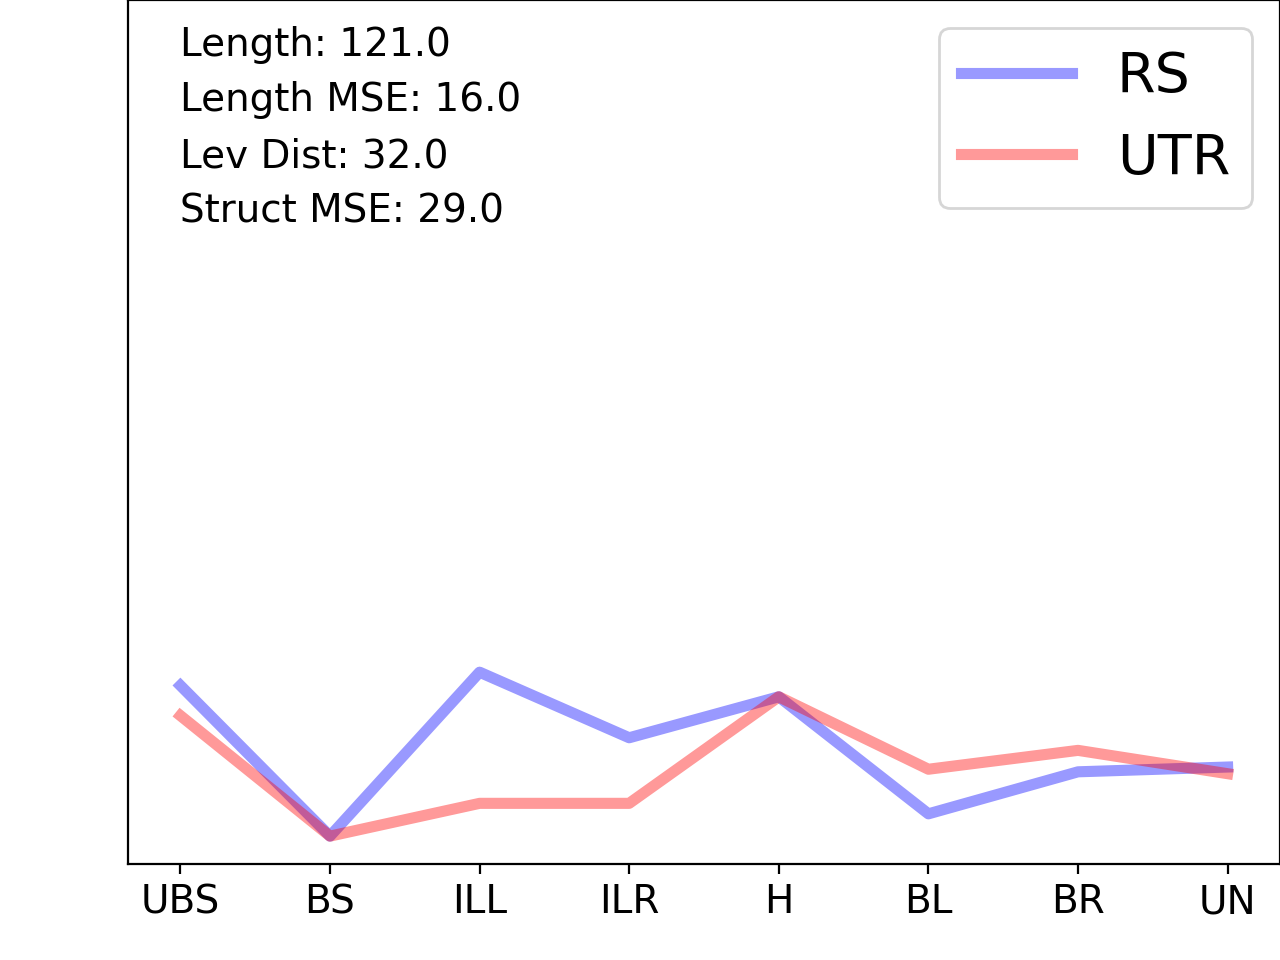 Length: 121.0
Length MSE: 16.0
Lev Dist: 32.0
Struct MSE: 29.0
RS
UTR
UBS BS ILL ILR H BL BR UN